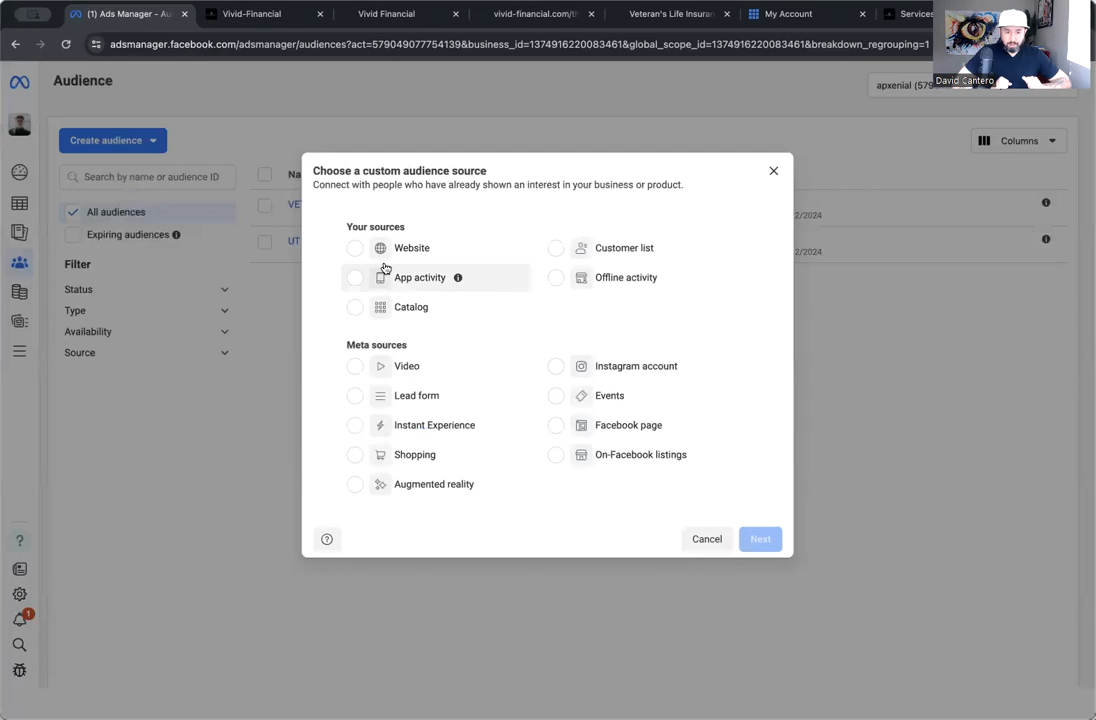 (1) Ads Manager - Au
Vivid-Financial
Vivid Financial
vivid-financial.com/th
Veteran's Life Insuran
My Account
Services
adsmanager.facebook.com/adsmanager/audiences?act=579049077754139&business_id=1374916220083461&global_scope_id=1374916220083461&breakdown_regrouping=1
David Cantero
Audience
apxenial (579
Create audience
Columns
Search by name or audience ID
Na
All audiences
VE
2/2024
Expiring audiences
UT
2/2024
Filter
Status
Type
Availability
Source
Choose a custom audience source
Connect with people who have already shown an interest in your business or product.
Your sources
Website
Customer list
App activity
Offline activity
Catalog
Meta sources
Video
Instagram account
Lead form
Events
Instant Experience
Facebook page
Shopping
On-Facebook listings
Augmented reality
Cancel
Next
1